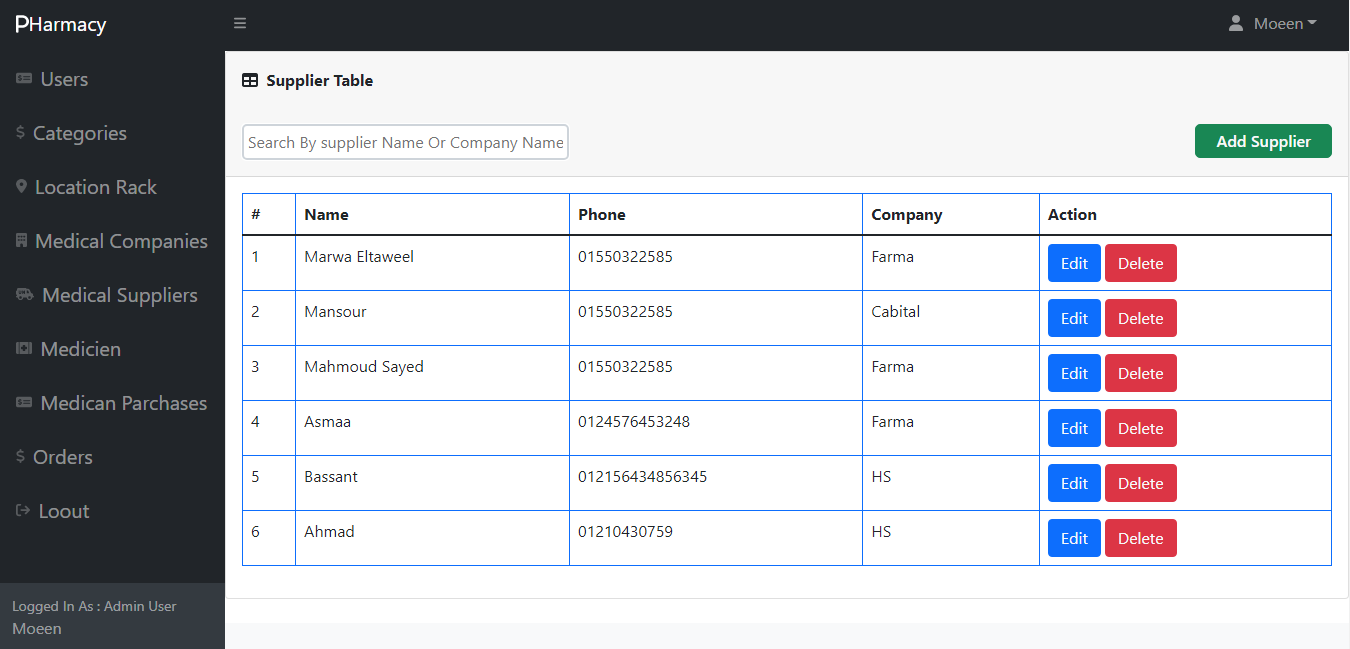 PHarmacy
Moeen
Users
Categories
Location Rack
Medical Companies
Medical Suppliers
Medicien
Medican Parchases
Orders
Loout
Logged In As : Admin User
Moeen
Supplier Table
Search By supplier Name Or Company Name
Add Supplier
# Name Phone Company Action
1 Marwa Eltaweel 01550322585 Farma Edit Delete
2 Mansour 01550322585 Cabital Edit Delete
3 Mahmoud Sayed 01550322585 Farma Edit Delete
4 Asmaa 0124576453248 Farma Edit Delete
5 Bassant 012156434856345 HS Edit Delete
6 Ahmad 01210430759 HS Edit Delete